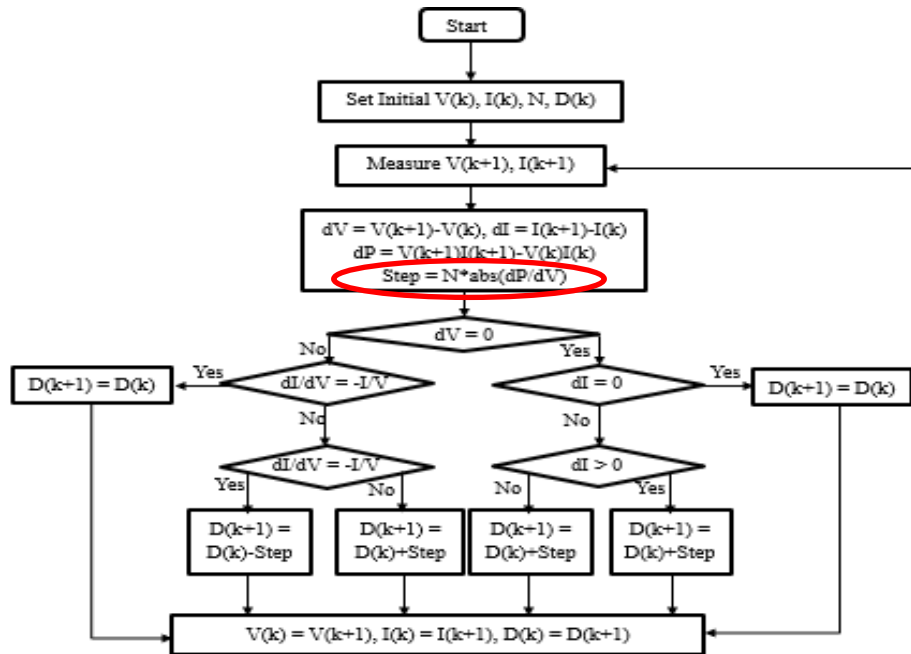 Start
Set Initial V(k), I(k), N, D(k)
Measure V(k+1), I(k+1)
dV = V(k+1)-V(k), dI = I(k+1)-I(k)
dP = V(k+1)I(k+1)-V(k)I(k)
Step = N*abs(dP/dV)
dV = 0
No
Yes
D(k+1) = D(k)
Yes
dI/dV = -I/V
dI = 0
Yes
D(k+1) = D(k)
No
No
dI/dV = -I/V
dI > 0
Yes
No
No
Yes
D(k+1) =
D(k)-Step
D(k+1) =
D(k)+Step
D(k+1) =
D(k)+Step
D(k+1) =
D(k)+Step
V(k) = V(k+1), I(k) = I(k+1), D(k) = D(k+1)